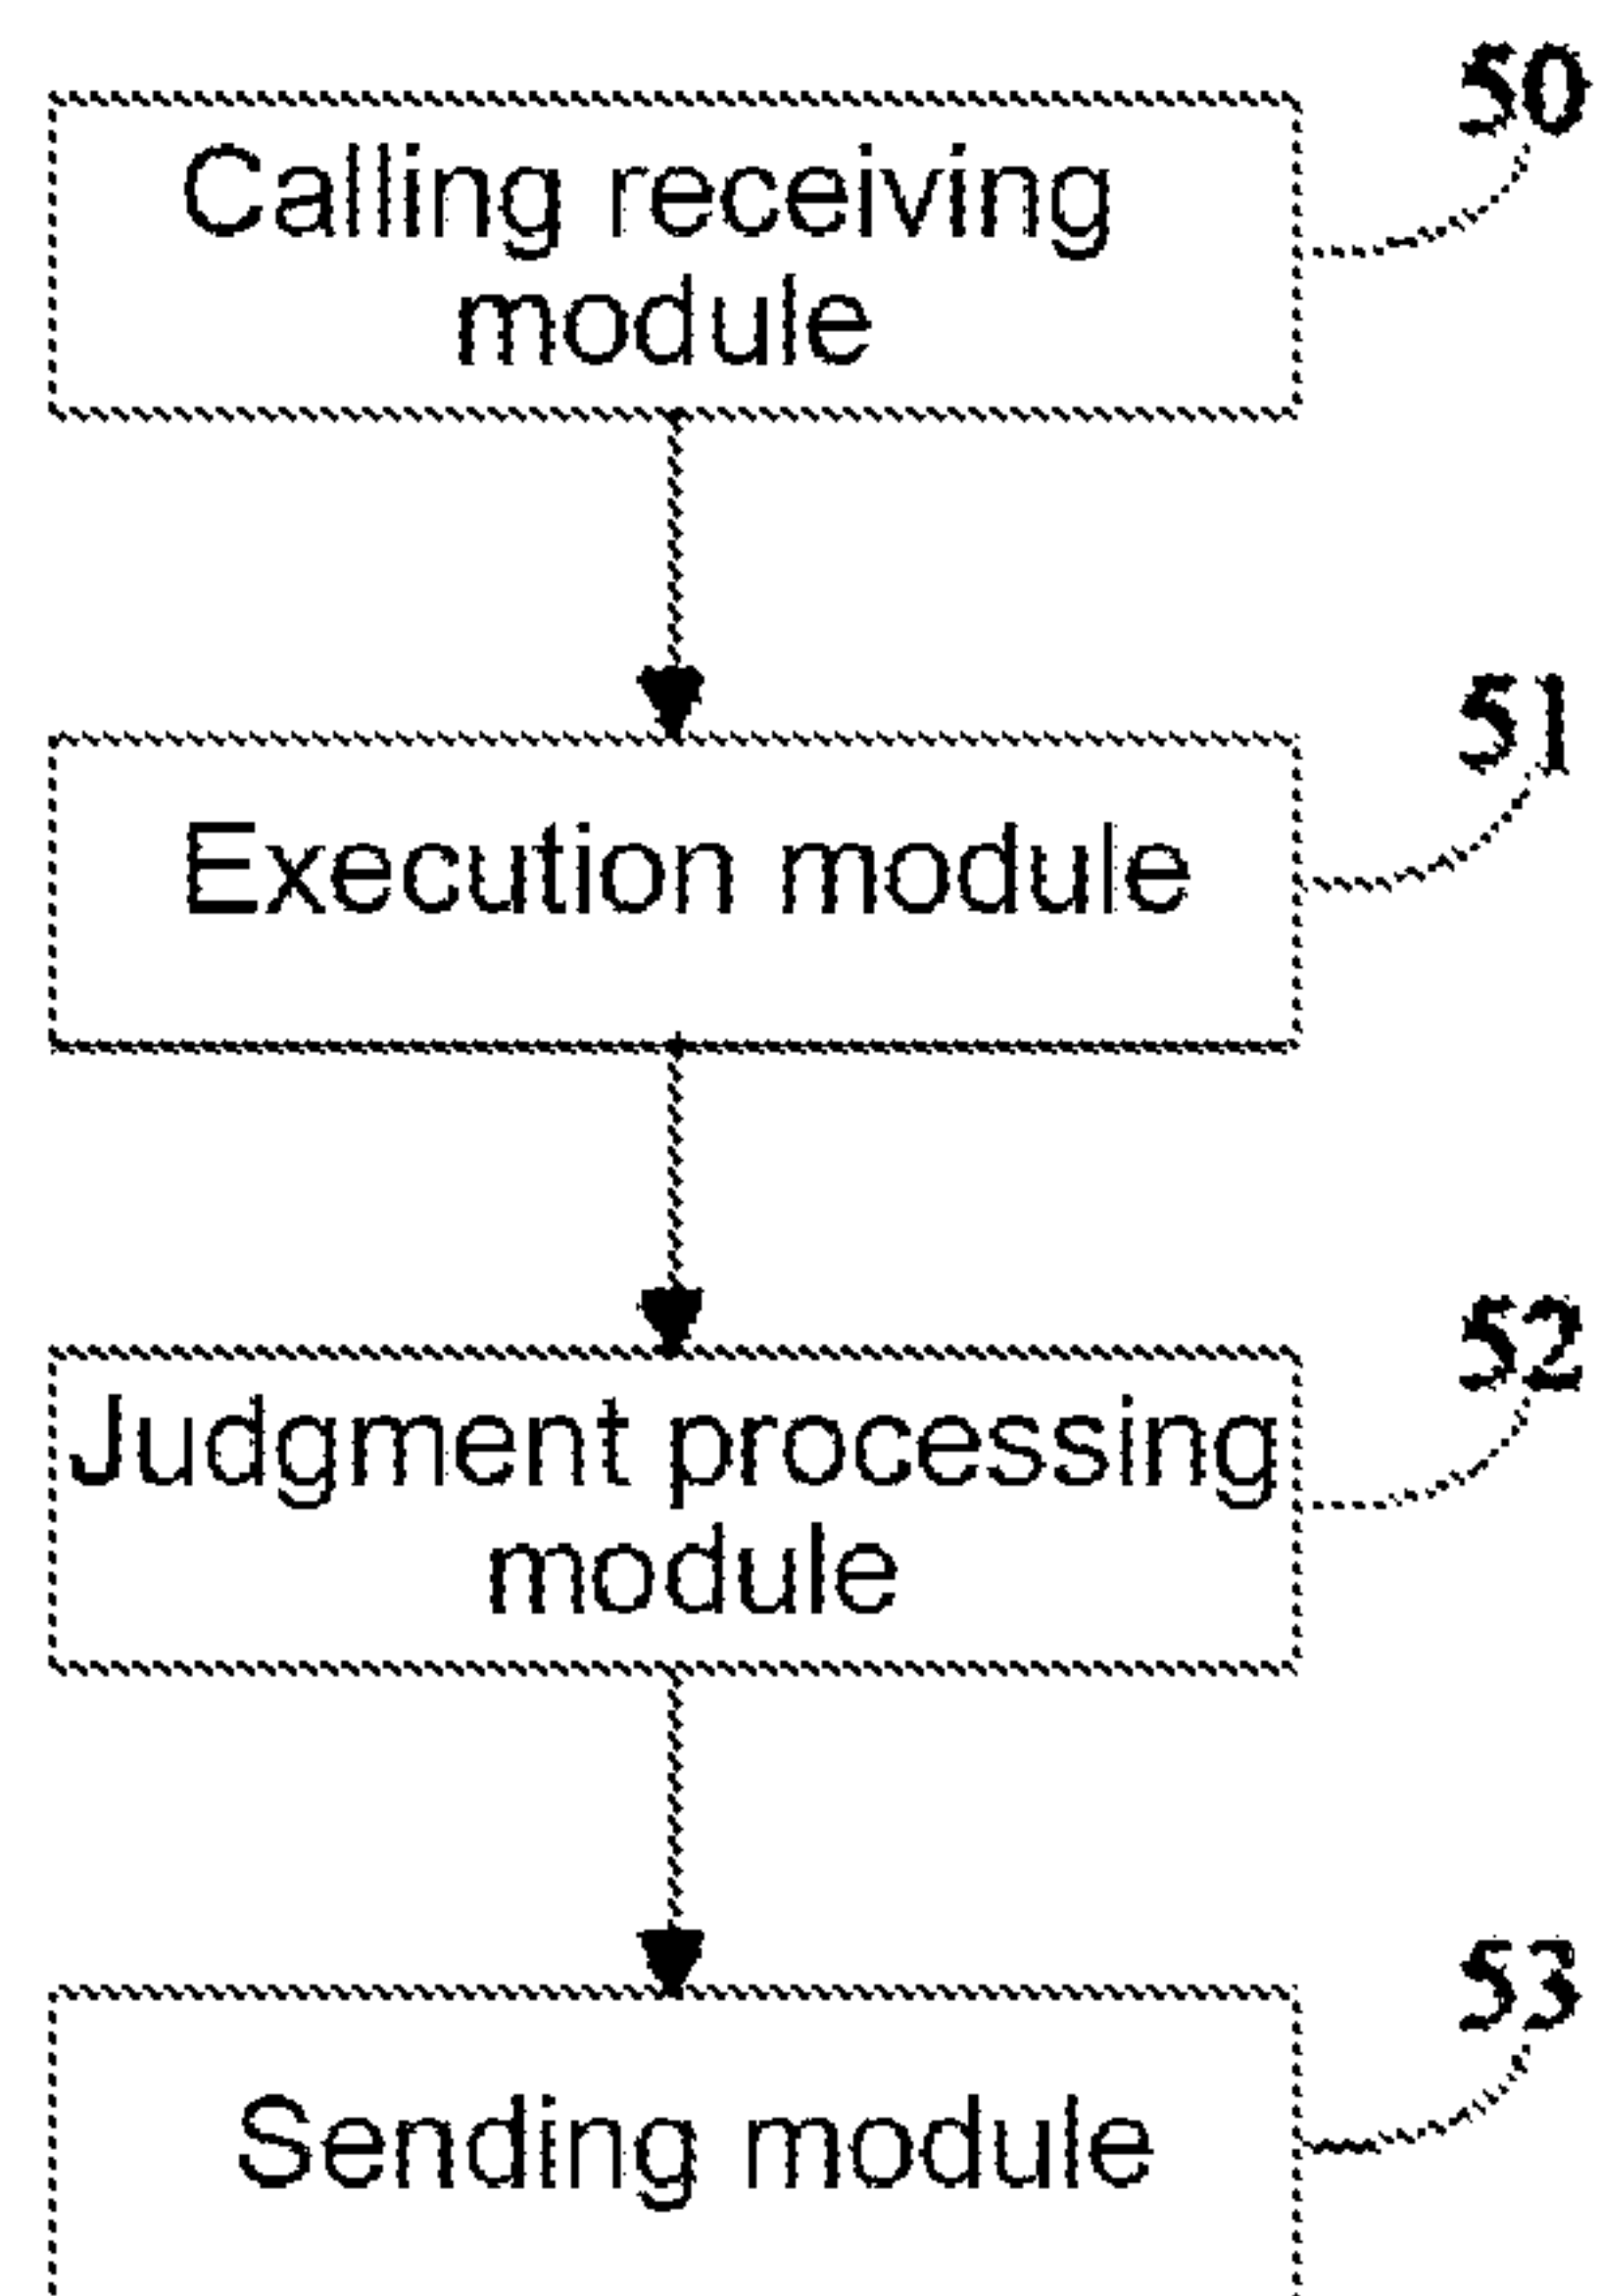 50
Calling receiving
module
51
Execution module
52
Judgment processing
module
53
Sending module